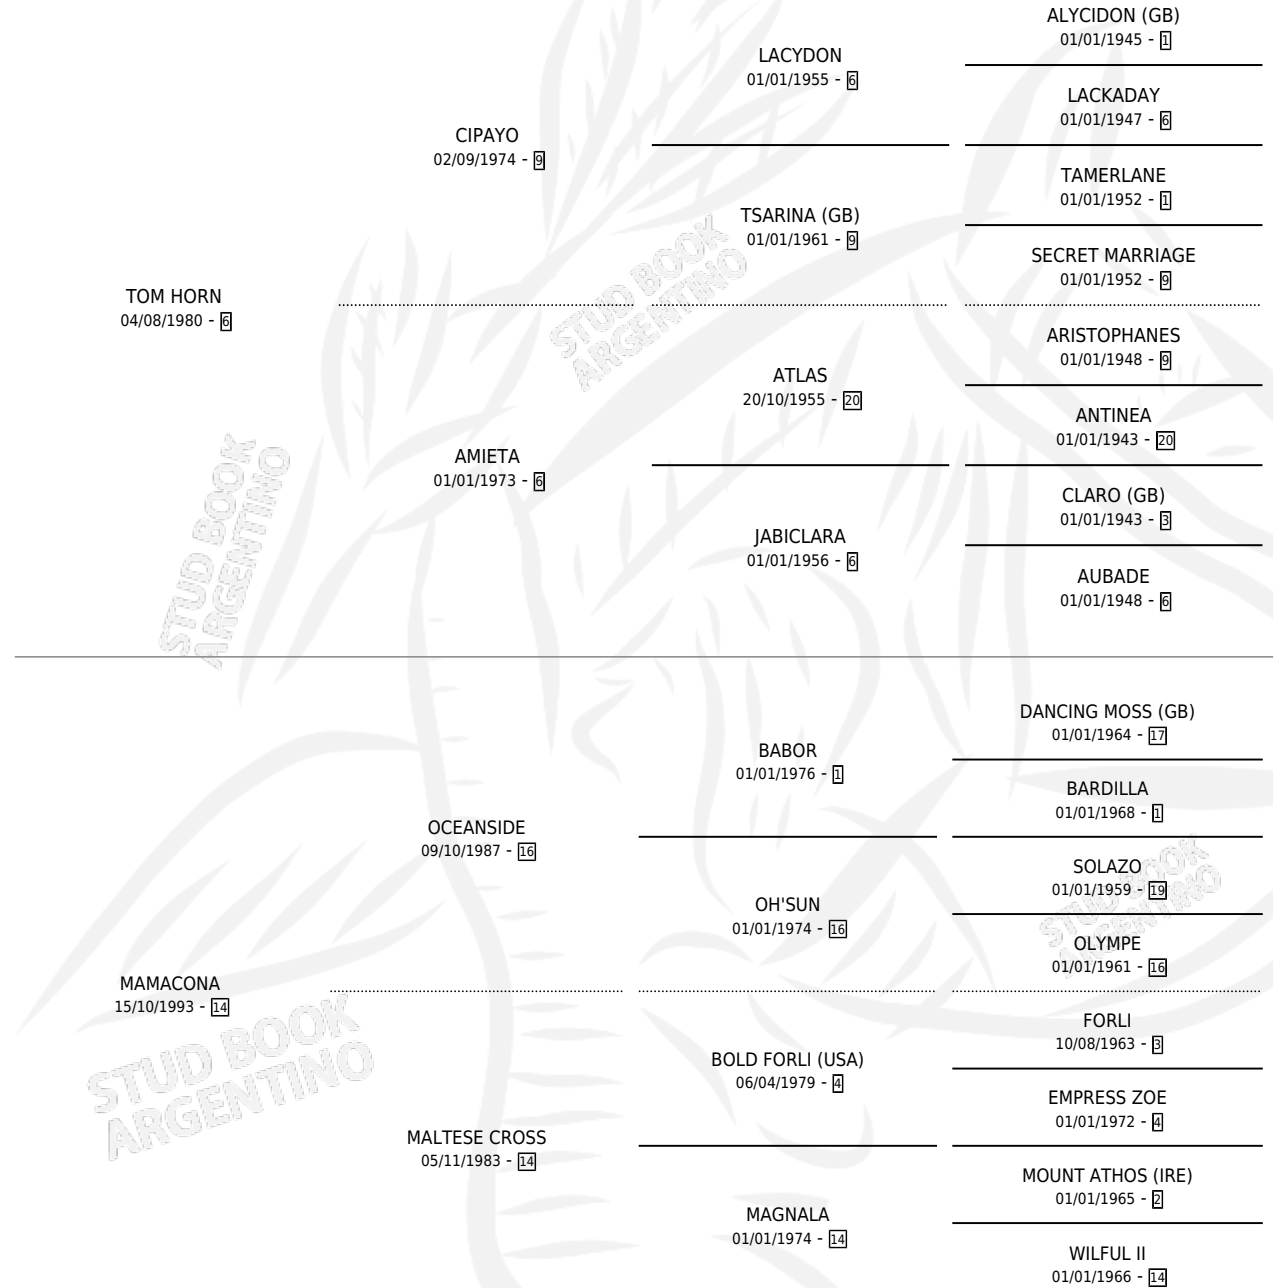 ALYCIDON (GB)
01/01/1945 - 1
LACYDON
01/01/1955 - 6
LACKADAY
01/01/1947 - 6
CIPAYO
02/09/1974 - 9
TAMERLANE
01/01/1952 - 1
TSARINA (GB)
01/01/1961 - 9
SECRET MARRIAGE
01/01/1952 - 9
TOM HORN
04/08/1980 - 6
STUD BOOK
ARGENTINO
ARISTOPHANES
01/01/1948 - 9
ATLAS
20/10/1955 - 20
ANTINEA
01/01/1943 - 20
AMIETA
01/01/1973 - 6
CLARO (GB)
01/01/1943 - 3
JABICLARA
01/01/1956 - 6
AUBADE
01/01/1948 - 6
STUD BOOK
ARGENTINO
DANCING MOSS (GB)
01/01/1964 - 17
BABOR
01/01/1976 - 1
BARDILLA
01/01/1968 - 1
OCEANSIDE
09/10/1987 - 16
SOLAZO
01/01/1959 - 19
OH'SUN
01/01/1974 - 16
STUD BOOK
ARGENTINO
OLYMPE
01/01/1961 - 16
MAMACONA
15/10/1993 - 14
FORLI
10/08/1963 - 3
BOLD FORLI (USA)
06/04/1979 - 4
STUD BOOK
ARGENTINO
EMPRESS ZOE
01/01/1972 - 4
MALTESE CROSS
05/11/1983 - 14
MOUNT ATHOS (IRE)
01/01/1965 - 2
MAGNALA
01/01/1974 - 14
WILFUL II
01/01/1966 - 14